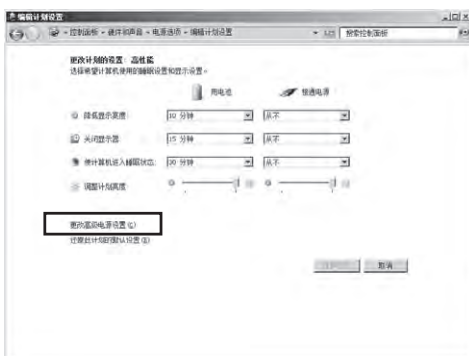 编辑计划设置
控制面板 ▸ 硬件和声音 ▸ 电源选项 ▸ 编辑计划设置 搜索控制面板
更改计划的设置: 高性能
选择希望计算机使用的睡眠设置和显示设置。
用电池 接通电源
降低显示亮度: 10 分钟 从不
关闭显示器: 15 分钟 从不
使计算机进入睡眠状态: 从不
调整计划亮度:
更改高级电源设置(C)
还原此计划的默认设置(R)
取消